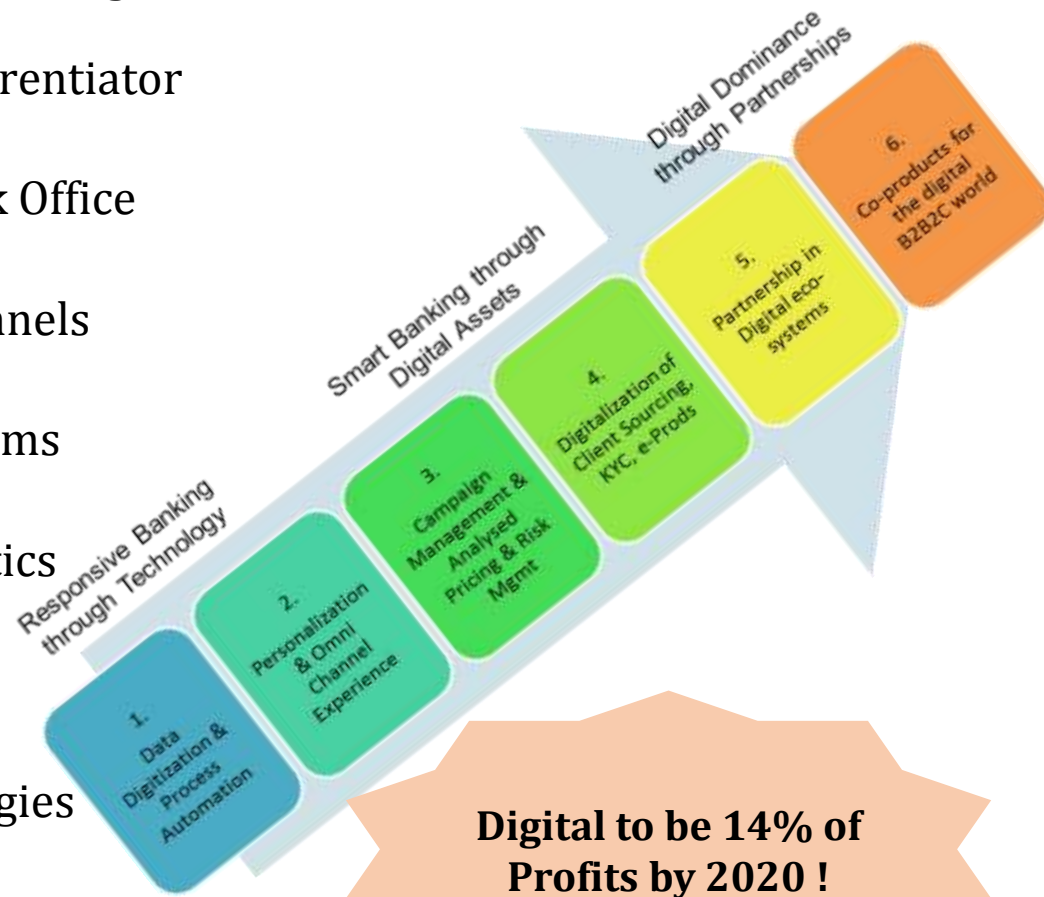 rentiator
k Office
nnels
ms
tics
gies
Responsive Banking
through Technology
Smart Banking through
Digital Assets
Digital Dominance
through Partnerships
1.
Data
Digitization &
Process
Automation
2.
Personalization
& Omni
Channel
Experience
3.
Campaign
Management &
Analysed
Pricing & Risk
Mgmt
4.
Digitalization of
Client Sourcing,
KYC, e-Prods
5.
Partnership in
Digital eco-
systems
6.
Co-products for
the digital
B2B2C world
Digital to be 14% of
Profits by 2020 !